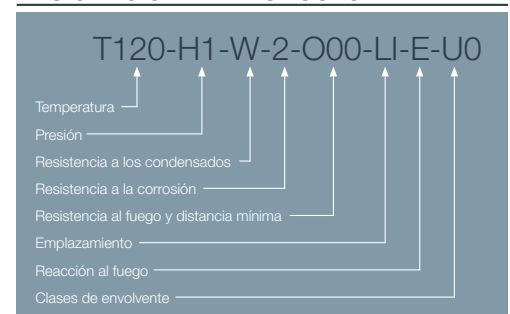 T120-H1-W-2-O00-LI-E-U0
Temperatura
Presión
Resistencia a los condensados
Resistencia a la corrosión
Resistencia al fuego y distancia mínima
Emplazamiento
Reacción al fuego
Clases de envolvente